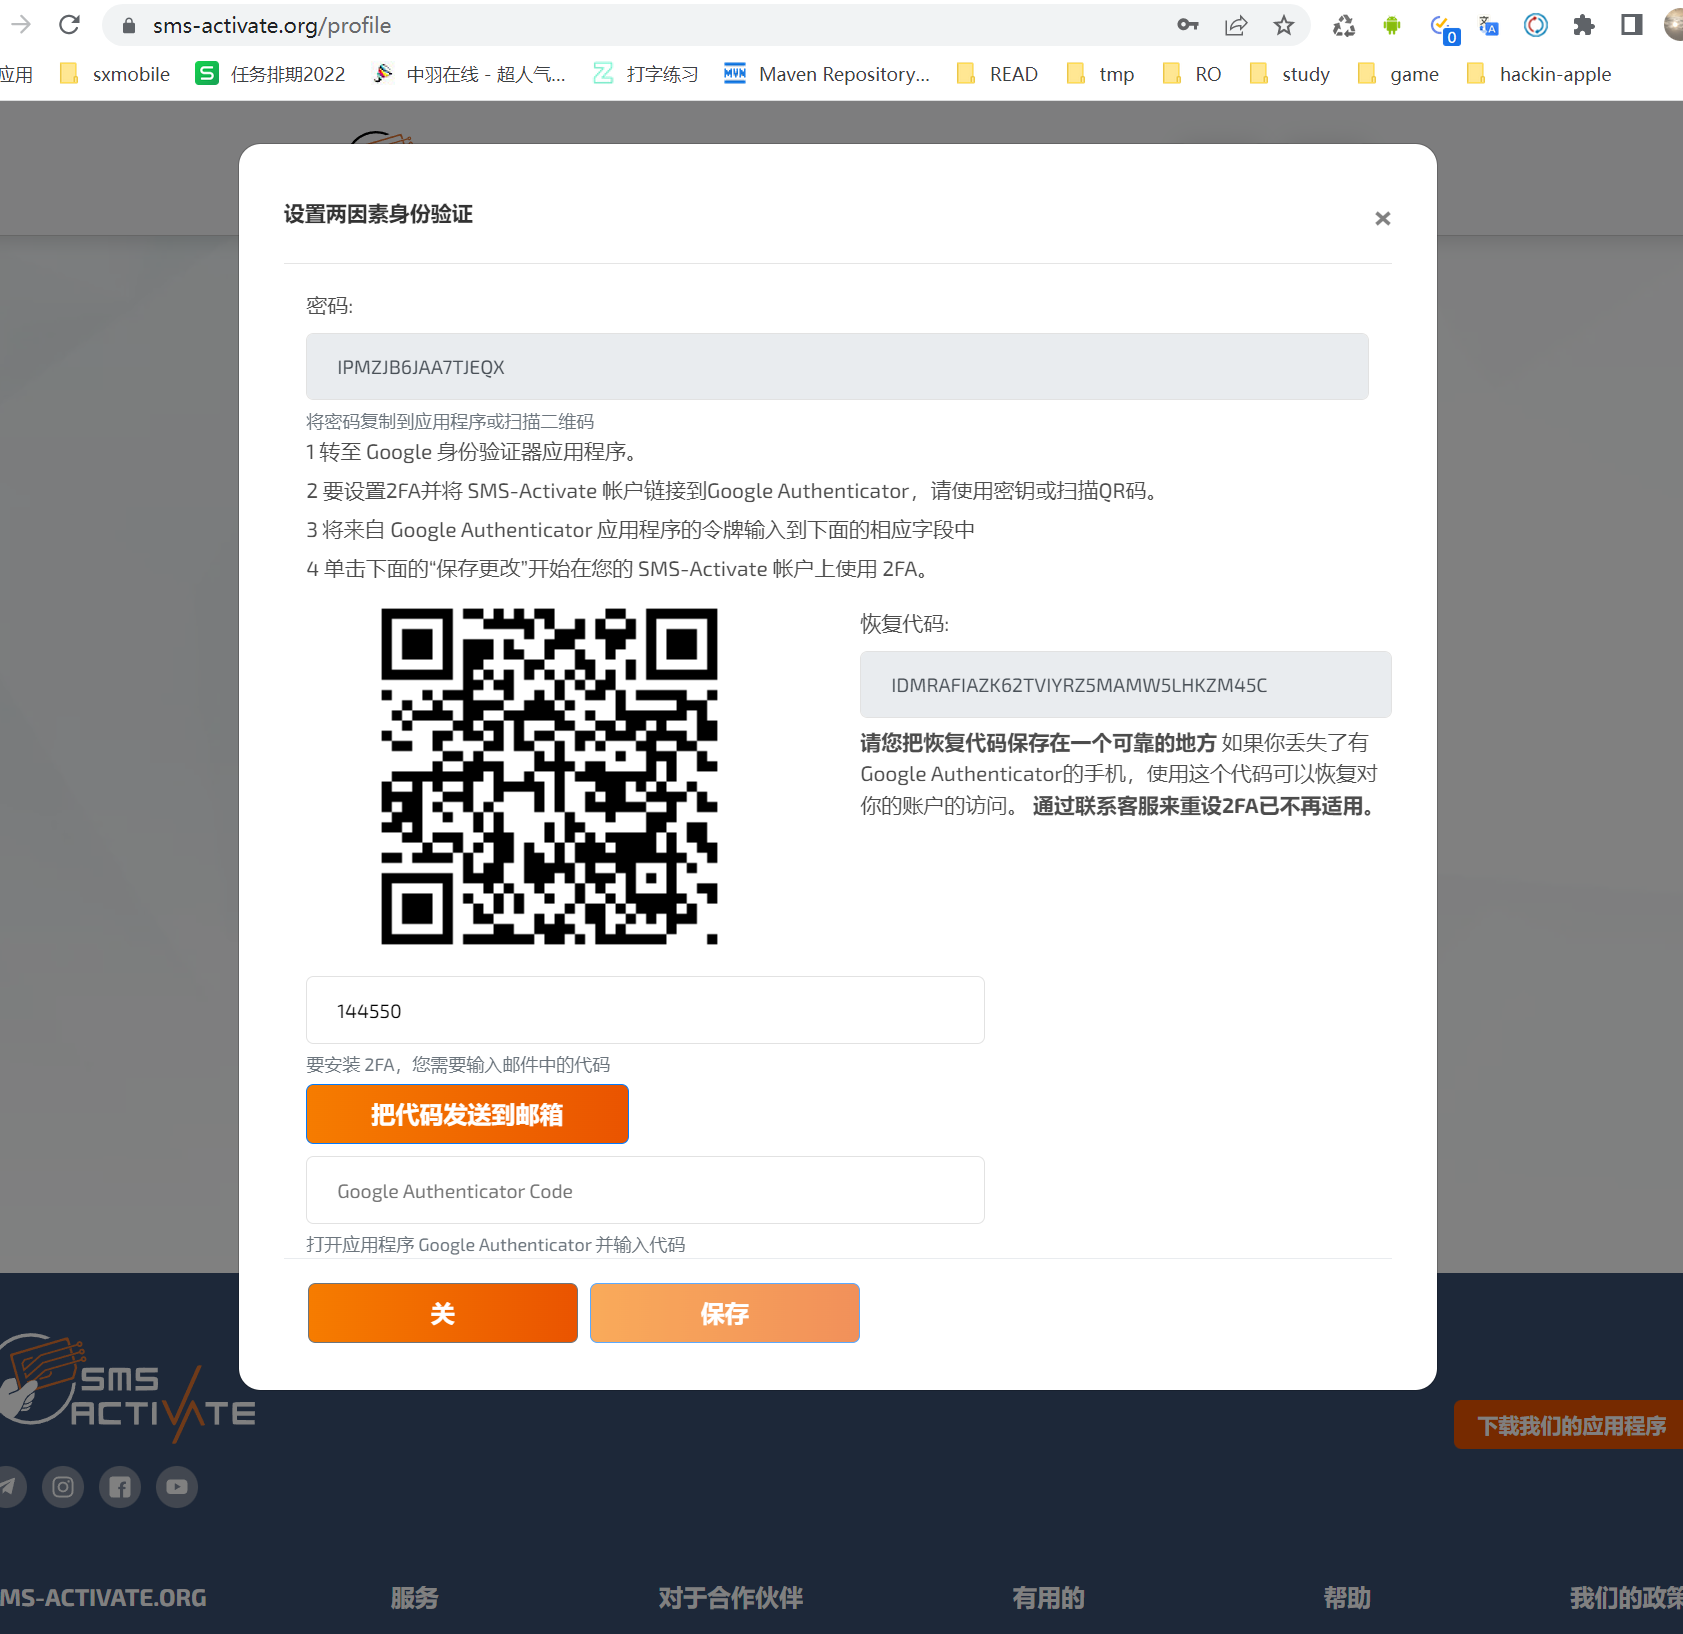 sms-activate.org/profile
0
应用 sxmobile 任务排期2022 中羽在线 - 超人气... 打字练习 Maven Repository... READ tmp RO study game hackin-apple
设置两因素身份验证 ×
密码:
IPMZJB6JAA7TJEQX
将密码复制到应用程序或扫描二维码
1 转至 Google 身份验证器应用程序。
2 要设置2FA并将 SMS-Activate 帐户链接到Google Authenticator，请使用密钥或扫描QR码。
3 将来自 Google Authenticator 应用程序的令牌输入到下面的相应字段中
4 单击下面的“保存更改”开始在您的 SMS-Activate 帐户上使用 2FA。
恢复代码:
IDMRAFIAZK62TVIYRZ5MAMW5LHKZM45C
请您把恢复代码保存在一个可靠的地方 如果你丢失了有
Google Authenticator的手机，使用这个代码可以恢复对
你的账户的访问。 通过联系客服来重设2FA已不再适用。
144550
要安装 2FA，您需要输入邮件中的代码
把代码发送到邮箱
Google Authenticator Code
打开应用程序 Google Authenticator 并输入代码
关 保存
SMS
ACTIVATE
下载我们的应用程序
MS-ACTIVATE.ORG 服务 对于合作伙伴 有用的 帮助 我们的政策